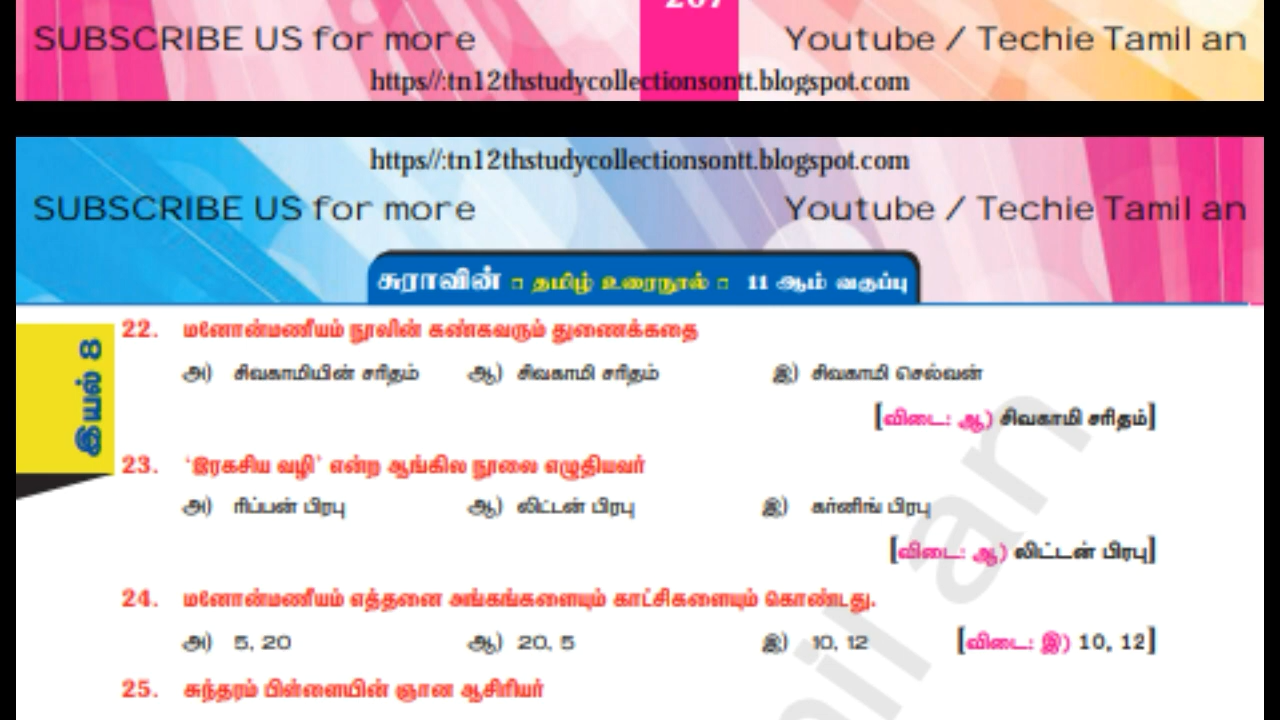 267
SUBSCRIBE US for more Youtube / Techie Tamil an
https//:tn12thstudycollectionsontt.blogspot.com
https//:tn12thstudycollectionsontt.blogspot.com
SUBSCRIBE US for more Youtube / Techie Tamil an
சுராவின் □ தமிழ் உரைநூல் □ 11 ஆம் வகுப்பு
இயல் 8
22. மனோன்மணீயம் நூலின் கண்கவரும் துணைக்கதை
அ) சிவகாமியின் சரிதம் ஆ) சிவகாமி சரிதம் இ) சிவகாமி செல்வன்
[விடை: ஆ) சிவகாமி சரிதம்]
23. ‘இரகசிய வழி’ என்ற ஆங்கில நூலை எழுதியவர்
அ) ரிப்பன் பிரபு ஆ) லிட்டன் பிரபு இ) கர்னிங் பிரபு
[விடை: ஆ) லிட்டன் பிரபு]
24. மனோன்மணீயம் எத்தனை அங்கங்களையும் காட்சிகளையும் கொண்டது.
அ) 5, 20 ஆ) 20, 5 இ) 10, 12 [விடை: இ) 10, 12]
25. சுந்தரம் பிள்ளையின் ஞான ஆசிரியர்